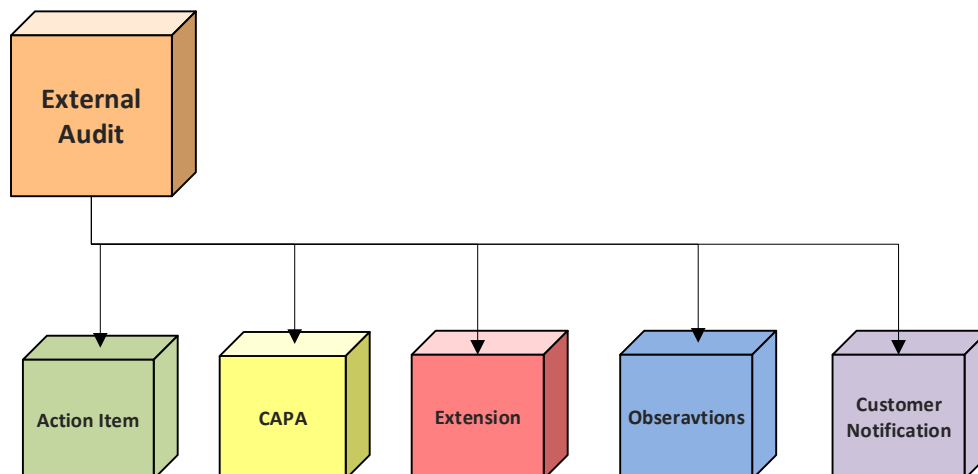 External
Audit
Action Item
CAPA
Extension
Obseravtions
Customer
Notification